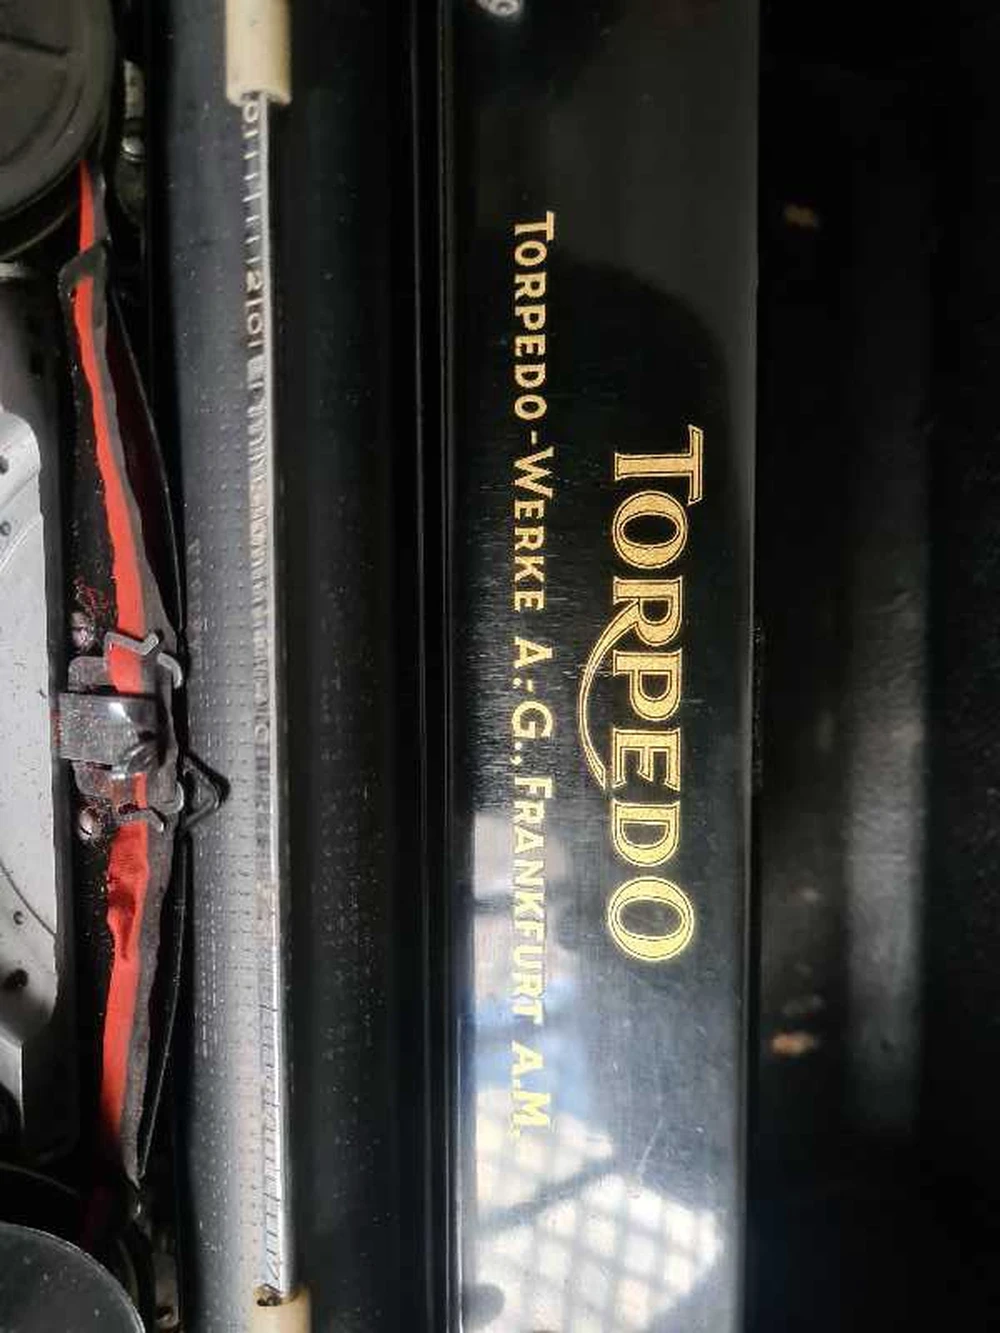 TORPEDO
TORPEDO-WERKE A.-G., FRANKFURT A.M.